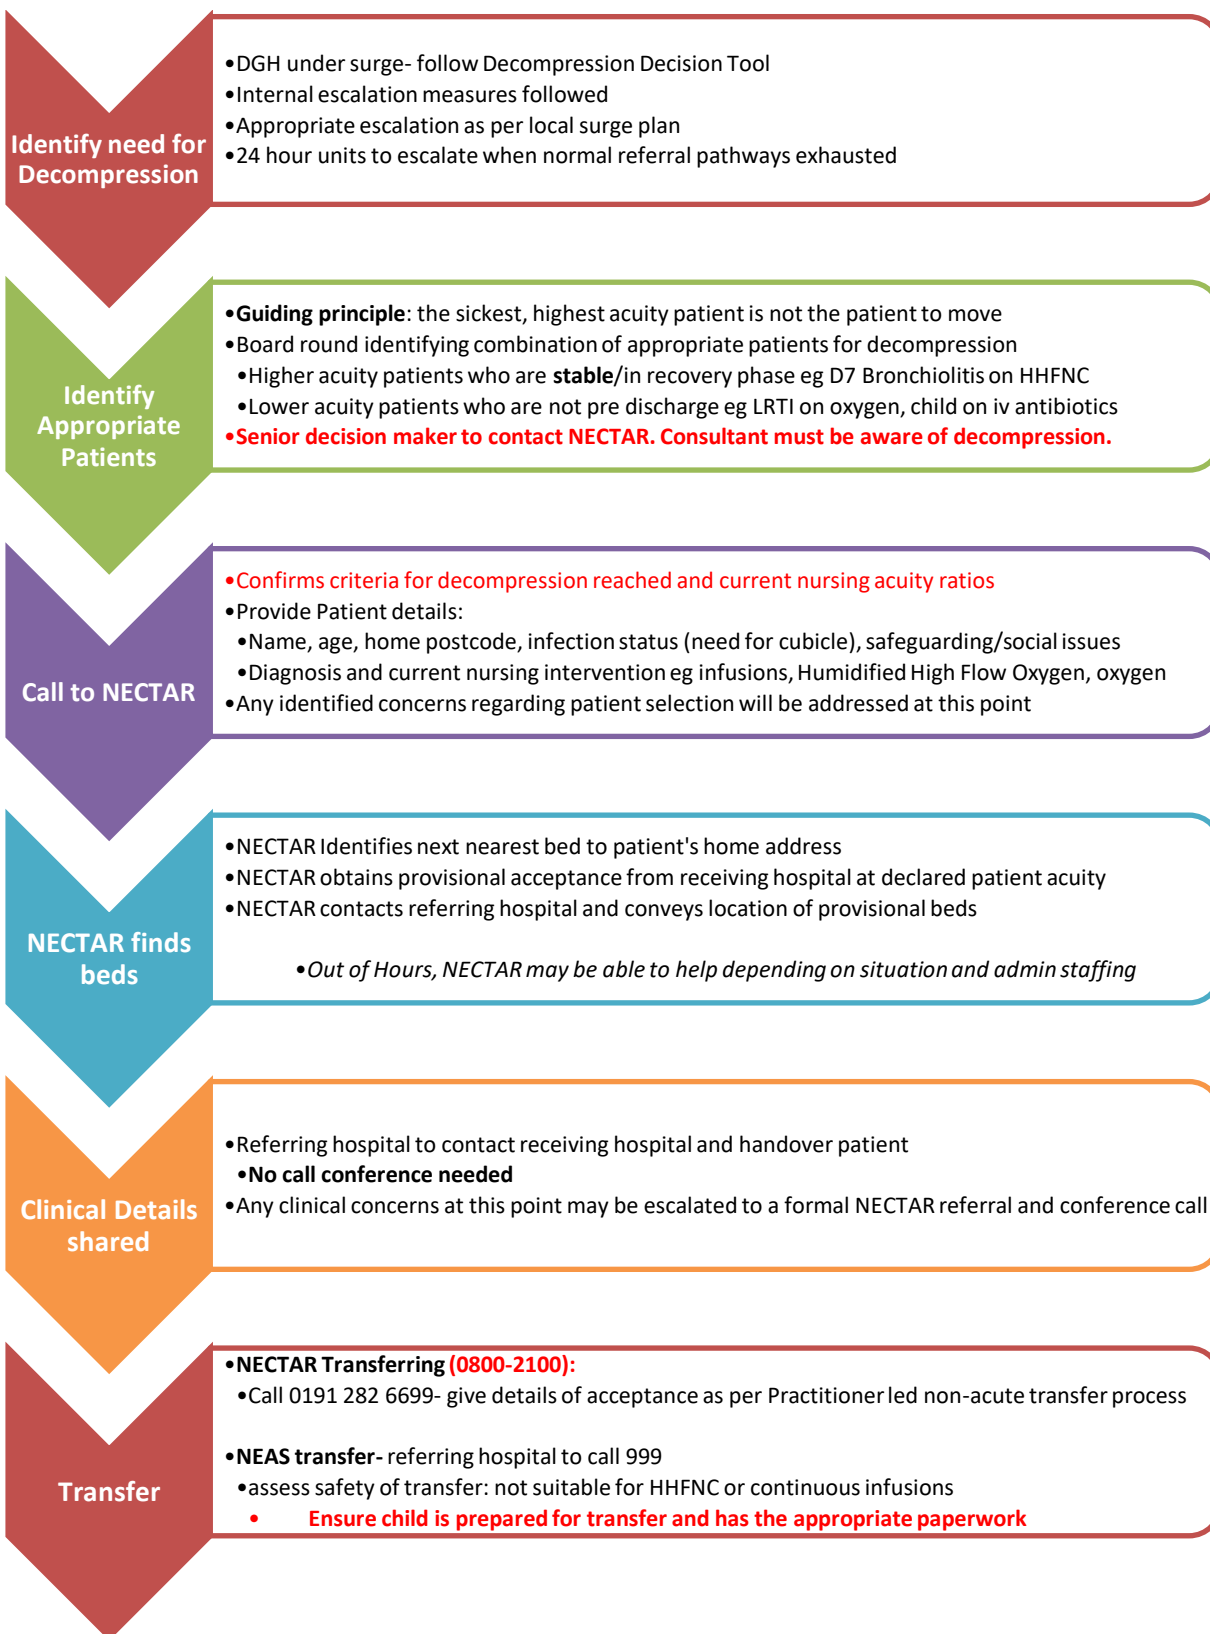 Identify need for
Decompression
•DGH under surge- follow Decompression Decision Tool
•Internal escalation measures followed
•Appropriate escalation as per local surge plan
•24 hour units to escalate when normal referral pathways exhausted
Identify
Appropriate
Patients
•Guiding principle: the sickest, highest acuity patient is not the patient to move
•Board round identifying combination of appropriate patients for decompression
•Higher acuity patients who are stable/in recovery phase eg D7 Bronchiolitis on HHFNC
•Lower acuity patients who are not pre discharge eg LRTI on oxygen, child on iv antibiotics
•Senior decision maker to contact NECTAR. Consultant must be aware of decompression.
Call to NECTAR
•Confirms criteria for decompression reached and current nursing acuity ratios
•Provide Patient details:
•Name, age, home postcode, infection status (need for cubicle), safeguarding/social issues
•Diagnosis and current nursing intervention eg infusions, Humidified High Flow Oxygen, oxygen
•Any identified concerns regarding patient selection will be addressed at this point
NECTAR finds
beds
•NECTAR Identifies next nearest bed to patient's home address
•NECTAR obtains provisional acceptance from receiving hospital at declared patient acuity
•NECTAR contacts referring hospital and conveys location of provisional beds
•Out of Hours, NECTAR may be able to help depending on situation and admin staffing
Clinical Details
shared
•Referring hospital to contact receiving hospital and handover patient
•No call conference needed
•Any clinical concerns at this point may be escalated to a formal NECTAR referral and conference call
Transfer
•NECTAR Transferring (0800-2100):
•Call 0191 282 6699- give details of acceptance as per Practitioner led non-acute transfer process
•NEAS transfer- referring hospital to call 999
•assess safety of transfer: not suitable for HHFNC or continuous infusions
• Ensure child is prepared for transfer and has the appropriate paperwork